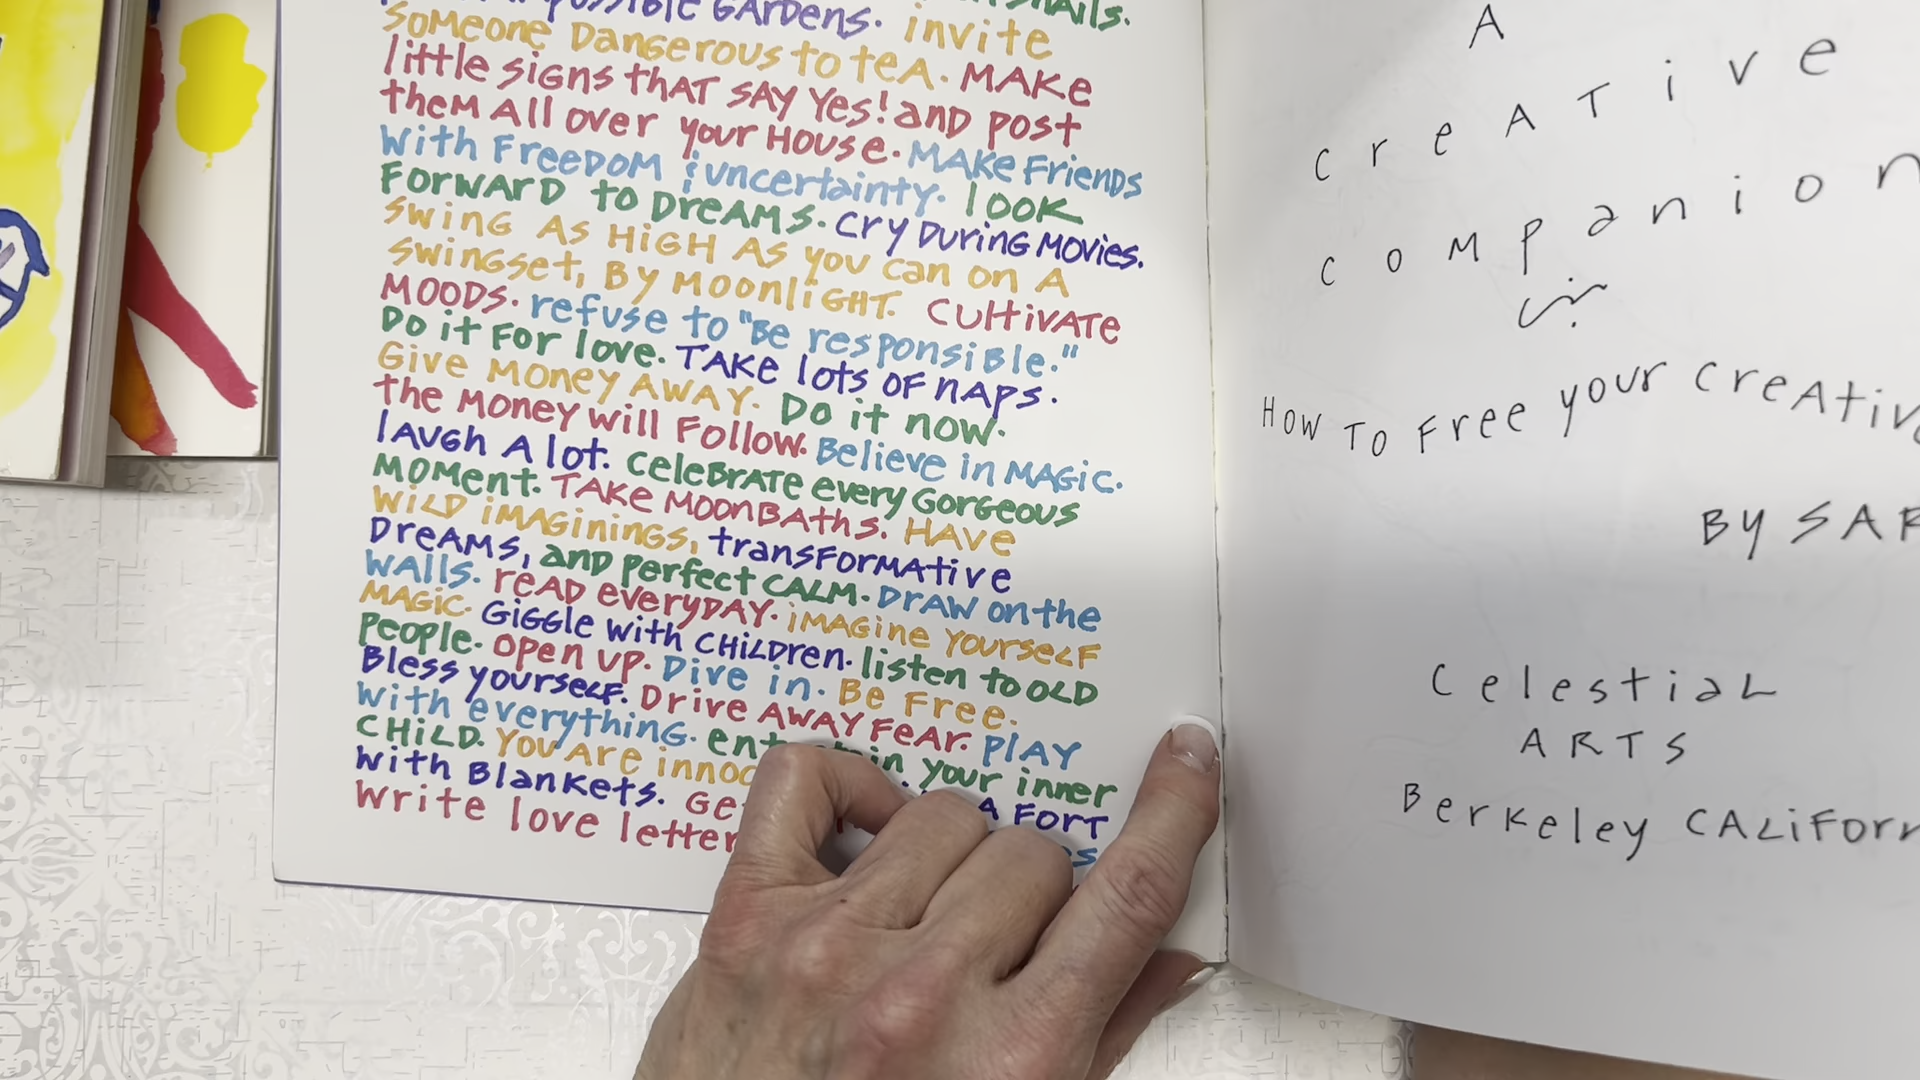 impossible GARDENS. invite
SOMEONE DANGEROUS TO TEA. MAKE
little SiGNS tHAT SAY Yes! and post
them All over your House. MAKE FrienDs
With FreeDOM & uncertainty. look
FORWARD to DREAMS. Cry DURiNG MOVies.
Swing AS HiGH AS you can on A
Swingset, By MOONliGHT. CultivATe
MOODS. refuse to "Be responsiBle."
Do it For love. TAKe lots OF nAps.
Give Money AWAY. Do it now.
the Money will Follow. Believe in MAGic.
lAuGH A lot. CeleBrATe every GorGeous
MOMent. TAKe MOONBAths. HAVe
WilD iMAGininGs, trAnsForMAtive
DreAMs, and perfect CALM. DrAW on the
WAlls. reAD everyDAY. iMAGine YourselF
MAGic. GiGGle with CHilDren. listen to OLD
People. Open up. Dive in. Be Free.
Bless yourselF. Drive AWAY FeAr. PlAY
With everything. in your inner
CHilD. You Are A FORT
With BlAnkets. Get
Write love
A
CreATive
CoMpanion
How To Free your
By
CelestiaL
ARTS
Berkeley